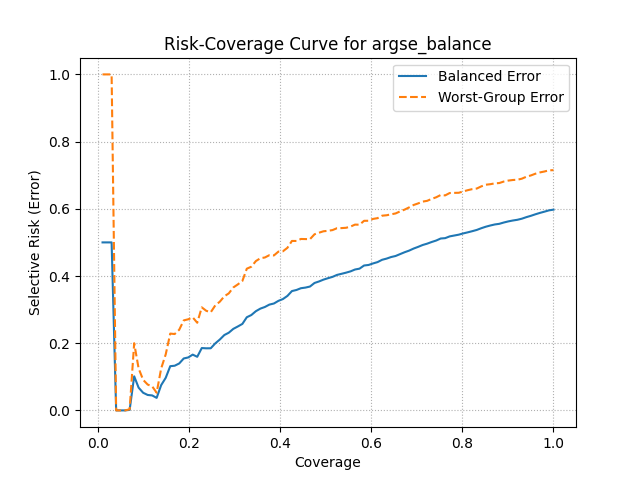 Risk-Coverage Curve for argse_balance
Balanced Error
Worst-Group Error
Selective Risk (Error)
1.0
0.8
0.6
0.4
0.2
0.0
0.0 0.2 0.4 0.6 0.8 1.0
Coverage